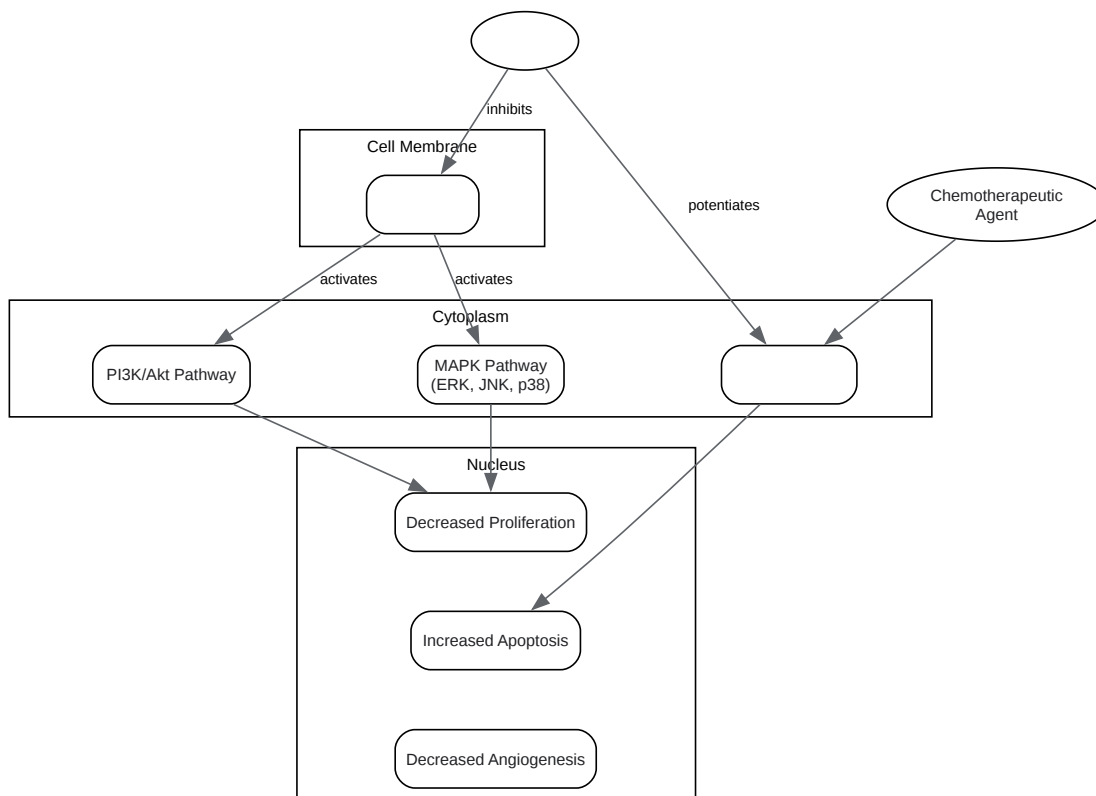 inhibits
Cell Membrane
potentiates
Chemotherapeutic
Agent
activates
activates
Cytoplasm
PI3K/Akt Pathway
MAPK Pathway
(ERK, JNK, p38)
Nucleus
Decreased Proliferation
Increased Apoptosis
Decreased Angiogenesis